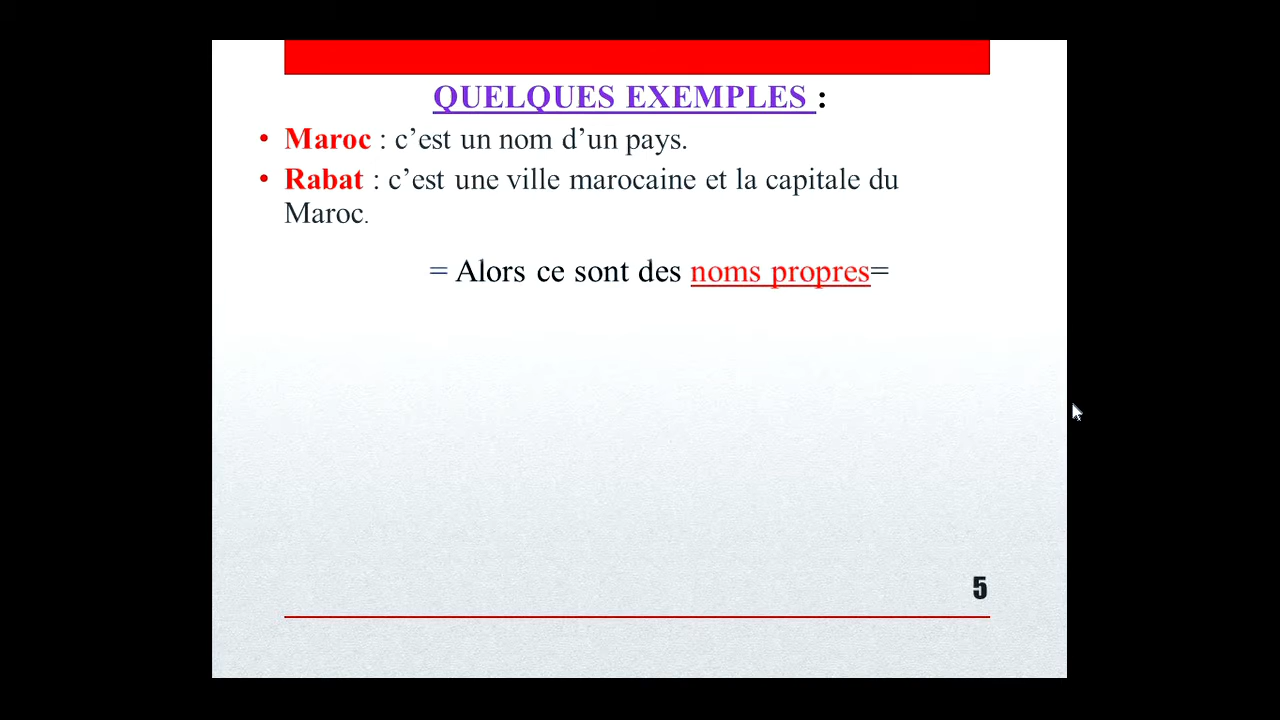 QUELQUES EXEMPLES :
• Maroc : c’est un nom d’un pays.
• Rabat : c’est une ville marocaine et la capitale du
Maroc.
= Alors ce sont des noms propres=
5